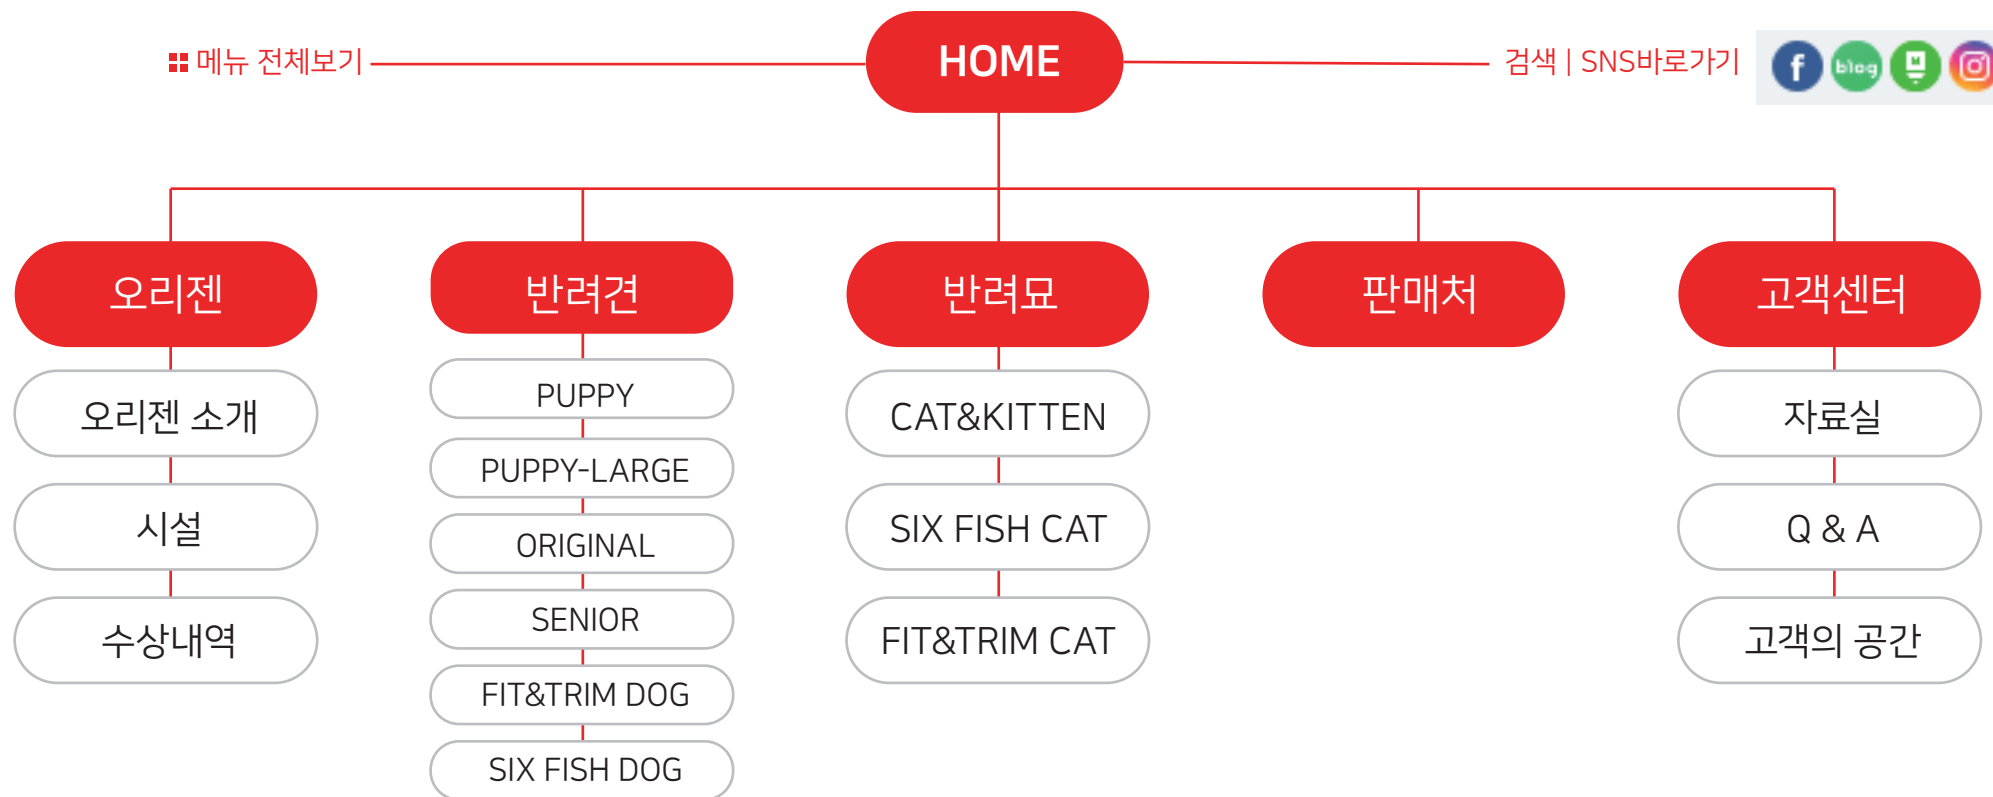 메뉴 전체보기
HOME
검색 | SNS바로가기
f
blog
오리젠
반려견
반려묘
판매처
고객센터
오리젠 소개
시설
수상내역
PUPPY
PUPPY-LARGE
ORIGINAL
SENIOR
FIT&TRIM DOG
SIX FISH DOG
CAT&KITTEN
SIX FISH CAT
FIT&TRIM CAT
자료실
Q & A
고객의 공간